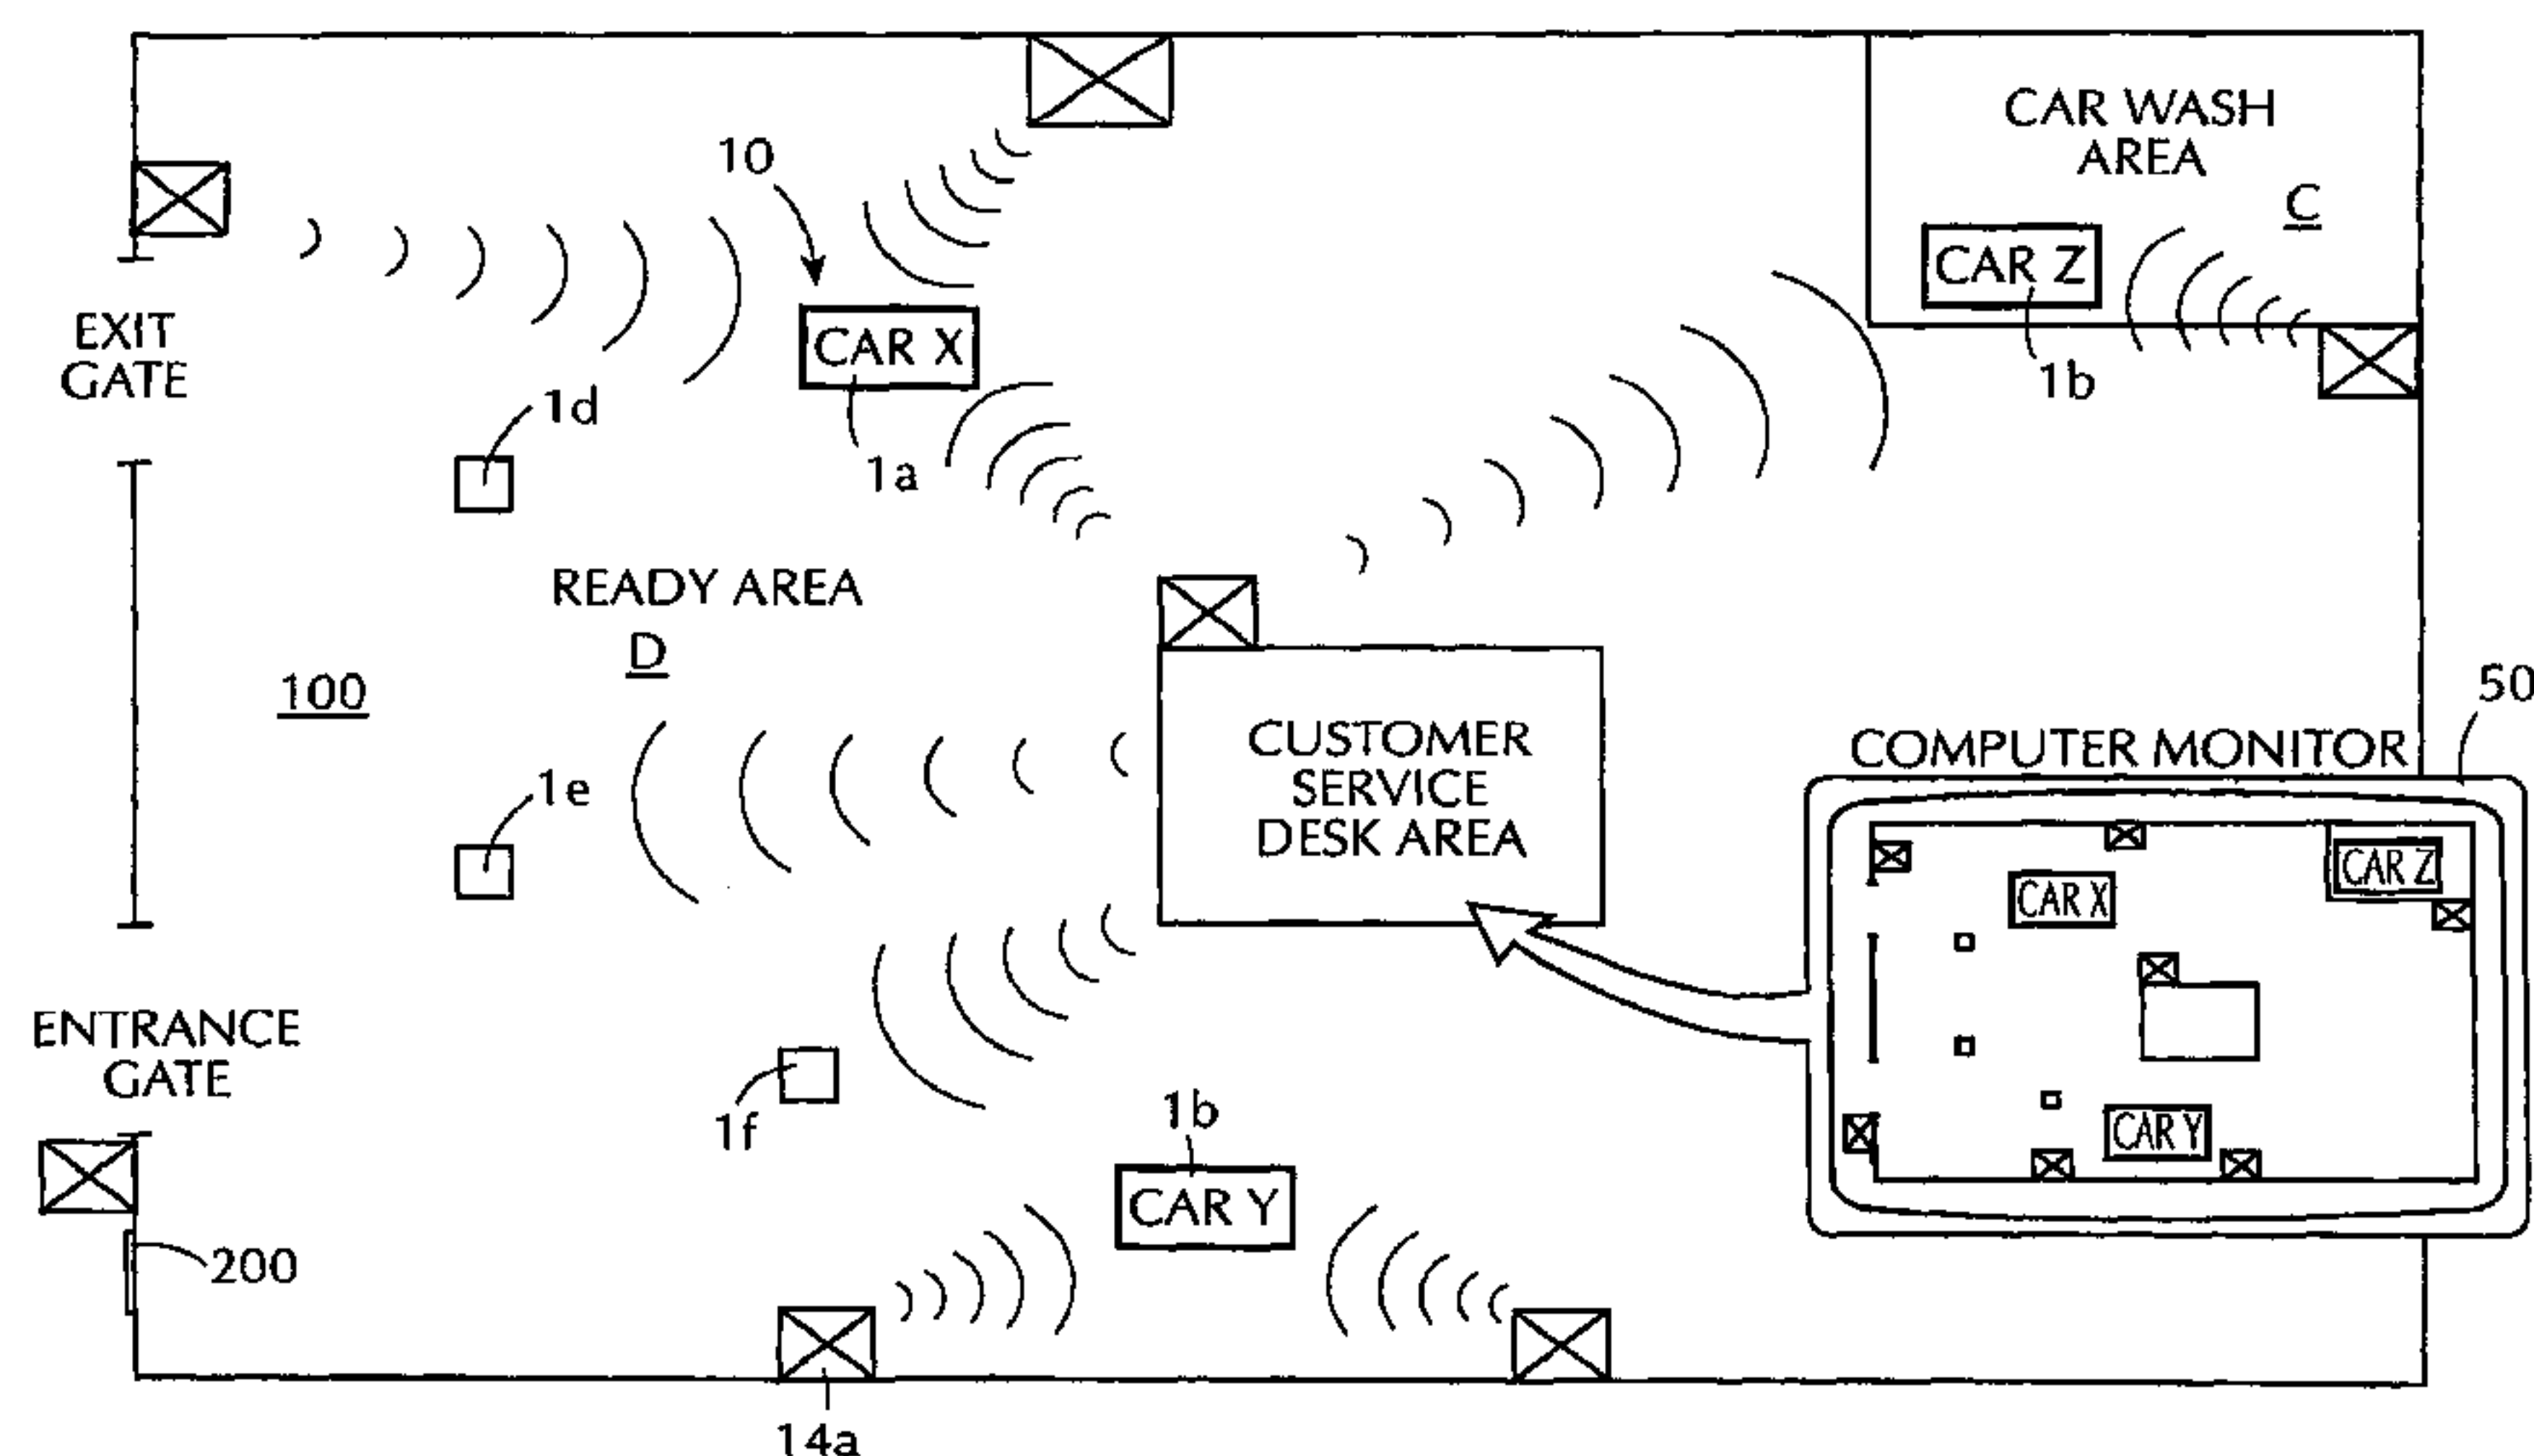 CAR WASH
AREA
C
10
CAR Z
1b
EXIT
GATE
CAR X
1a
1d
READY AREA
D
100
50
CUSTOMER
SERVICE
DESK AREA
COMPUTER MONITOR
CAR Z
CAR X
CAR Y
1e
ENTRANCE
GATE
1f
1b
CAR Y
200
14a